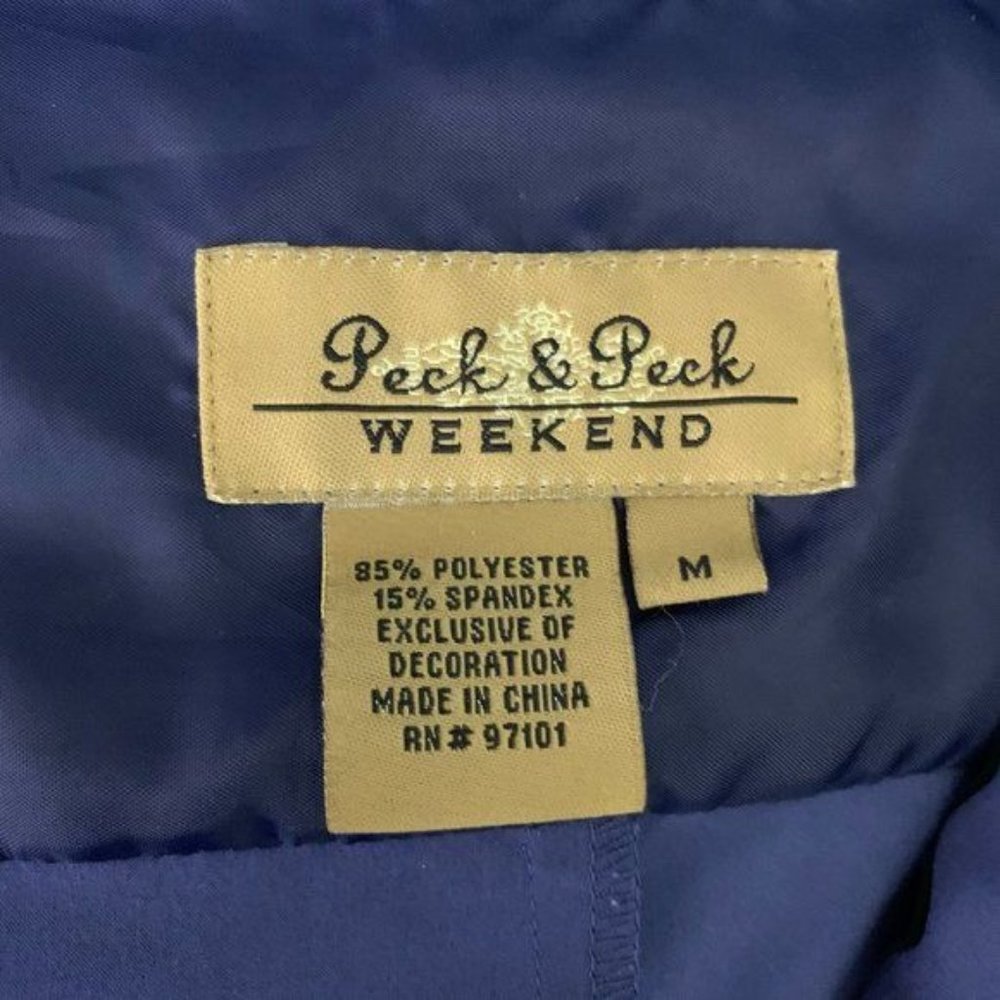 Peck & Peck
WEEKEND
85% POLYESTER
15% SPANDEX
EXCLUSIVE OF
DECORATION
MADE IN CHINA
RN# 97101
M